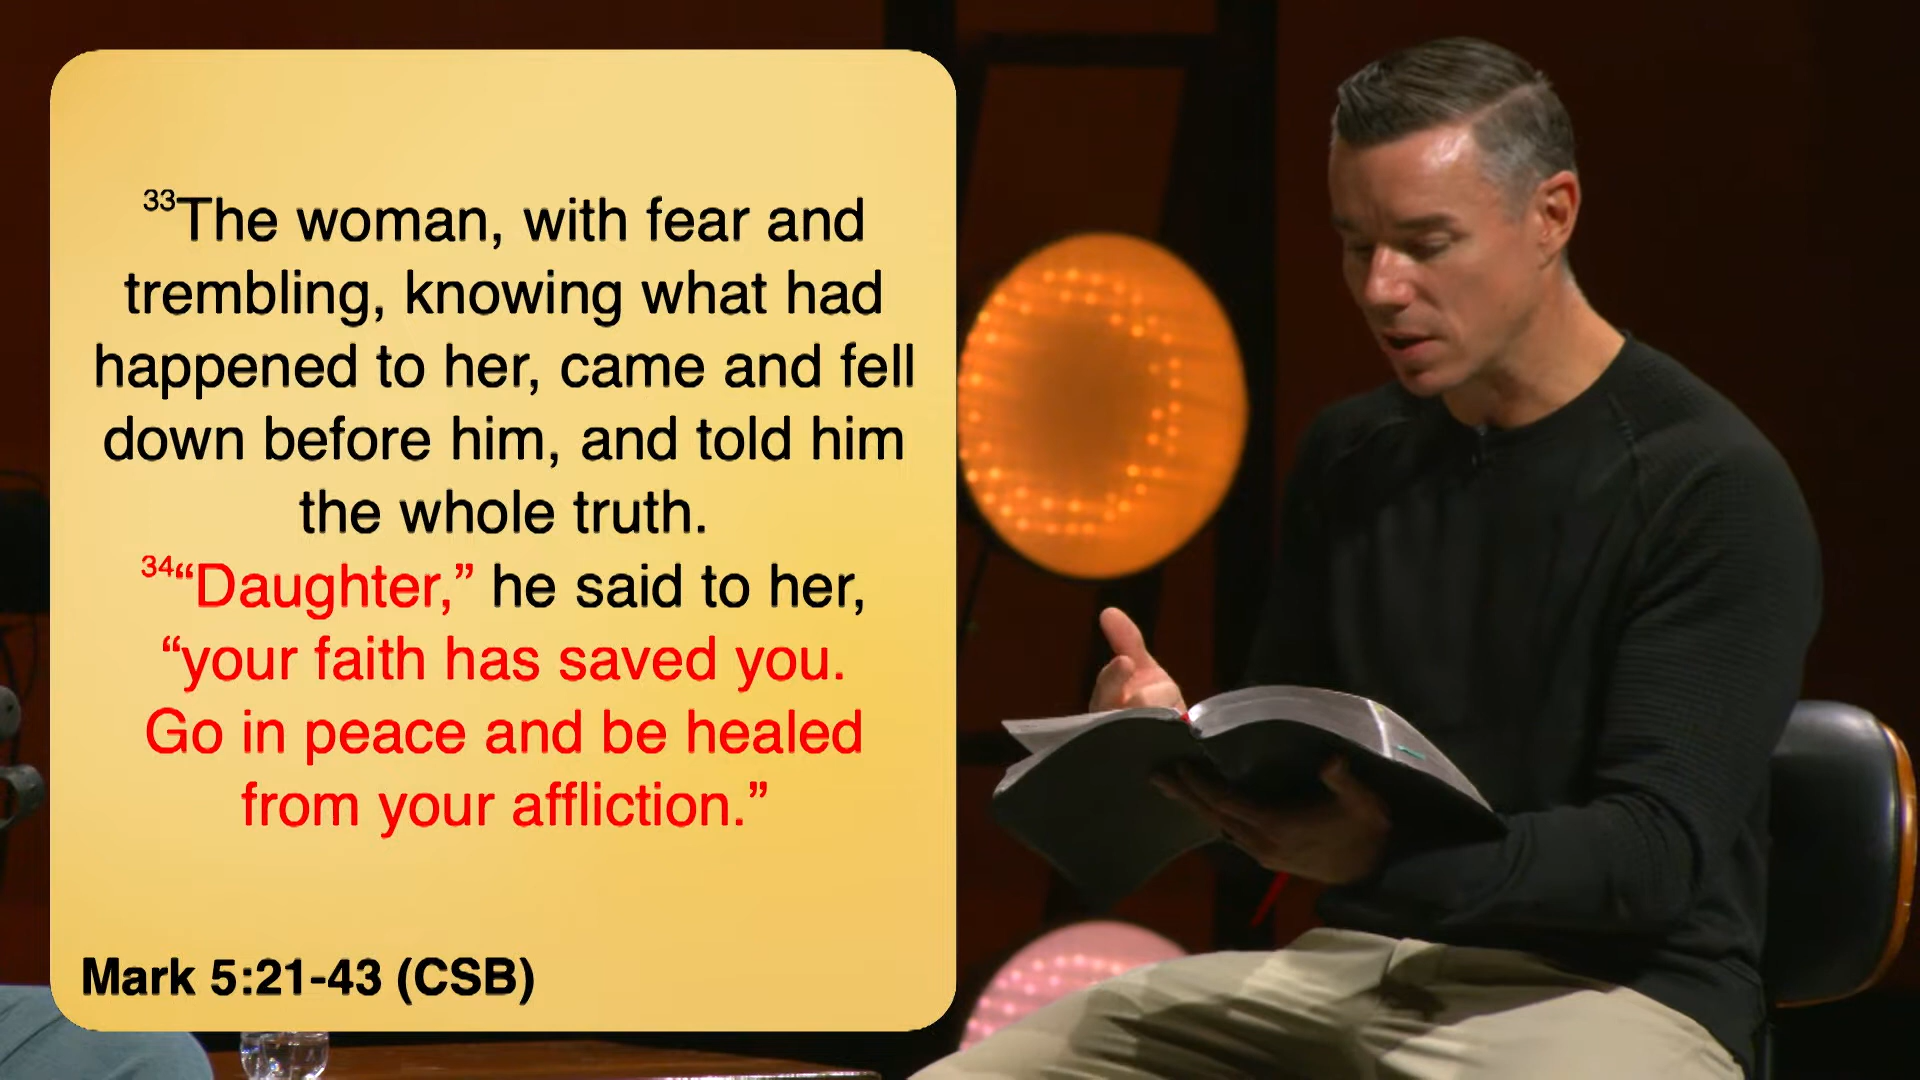 ³³The woman, with fear and
trembling, knowing what had
happened to her, came and fell
down before him, and told him
the whole truth.
³⁴“Daughter,” he said to her,
“your faith has saved you.
Go in peace and be healed
from your affliction.”
Mark 5:21-43 (CSB)